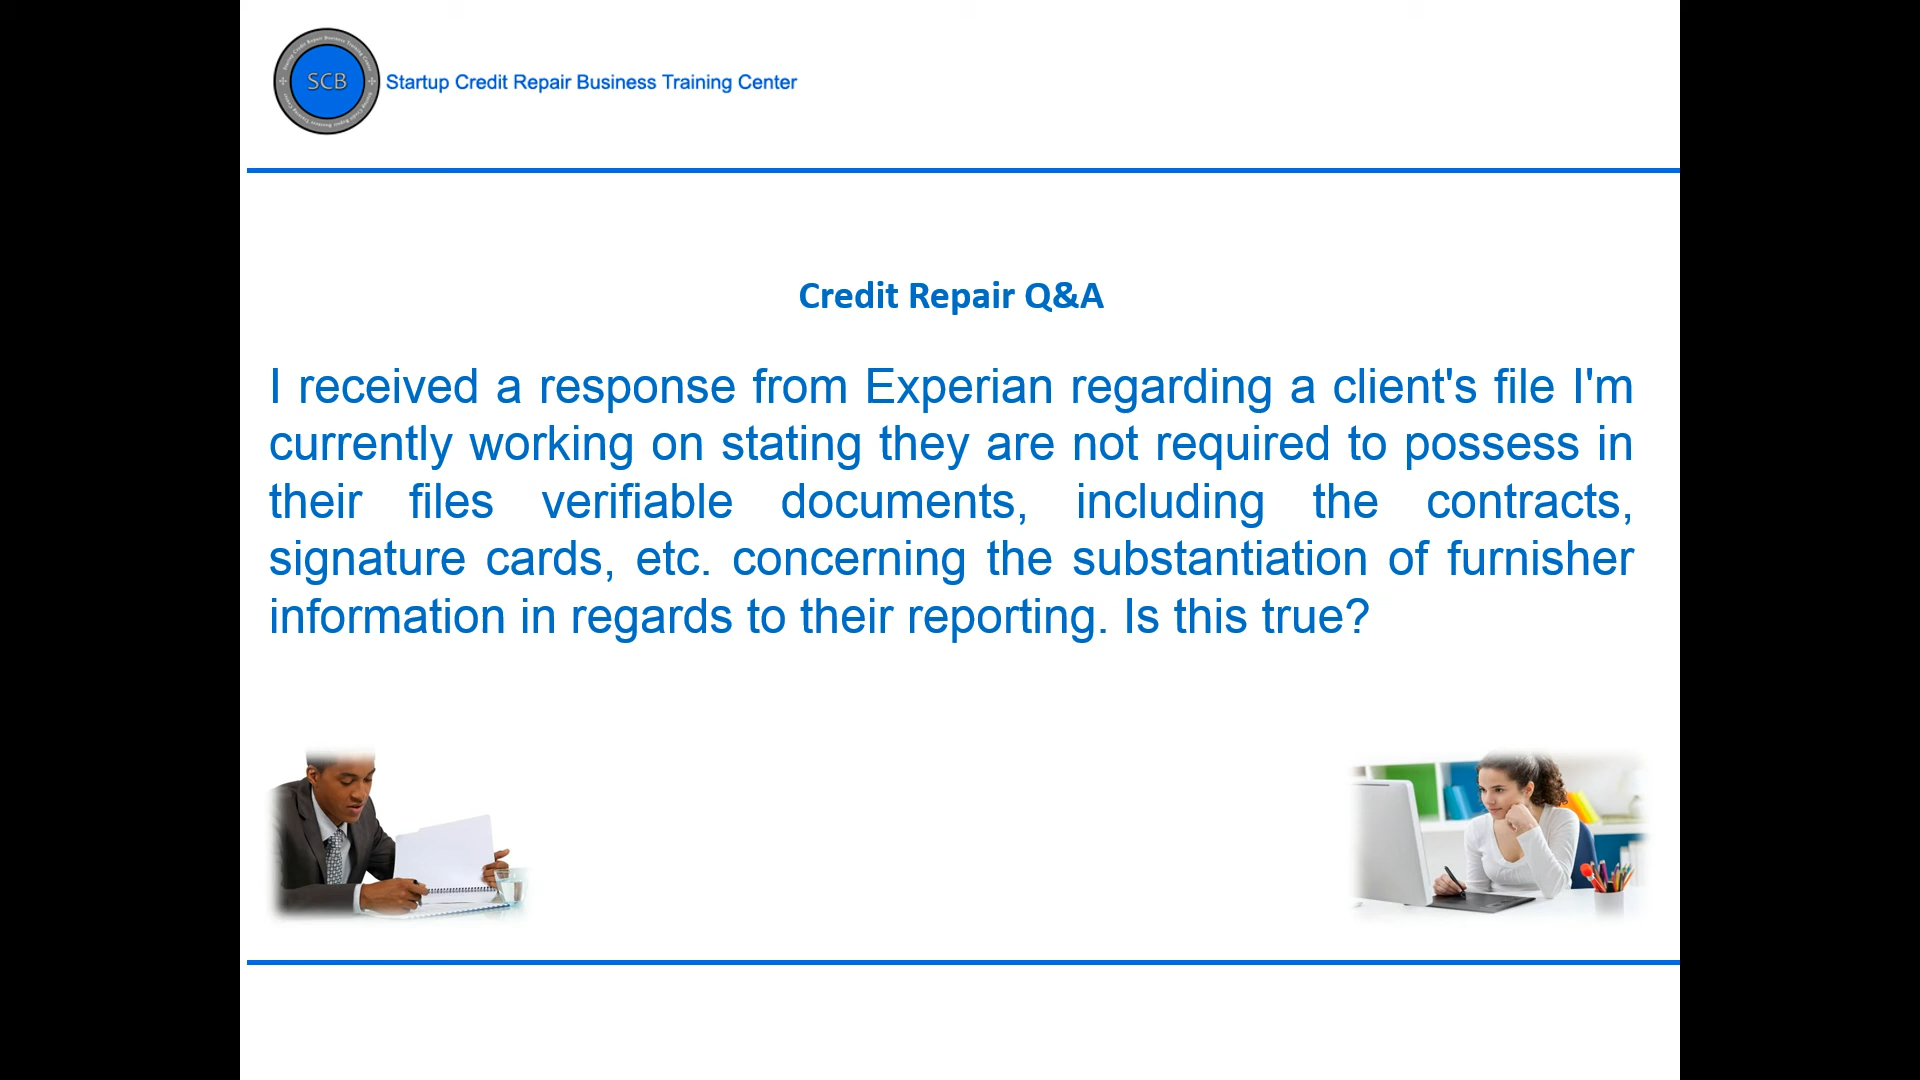 SCB
Startup Credit Repair Business Training Center
Credit Repair Q&A
I received a response from Experian regarding a client's file I'm
currently working on stating they are not required to possess in
their files verifiable documents, including the contracts,
signature cards, etc. concerning the substantiation of furnisher
information in regards to their reporting. Is this true?